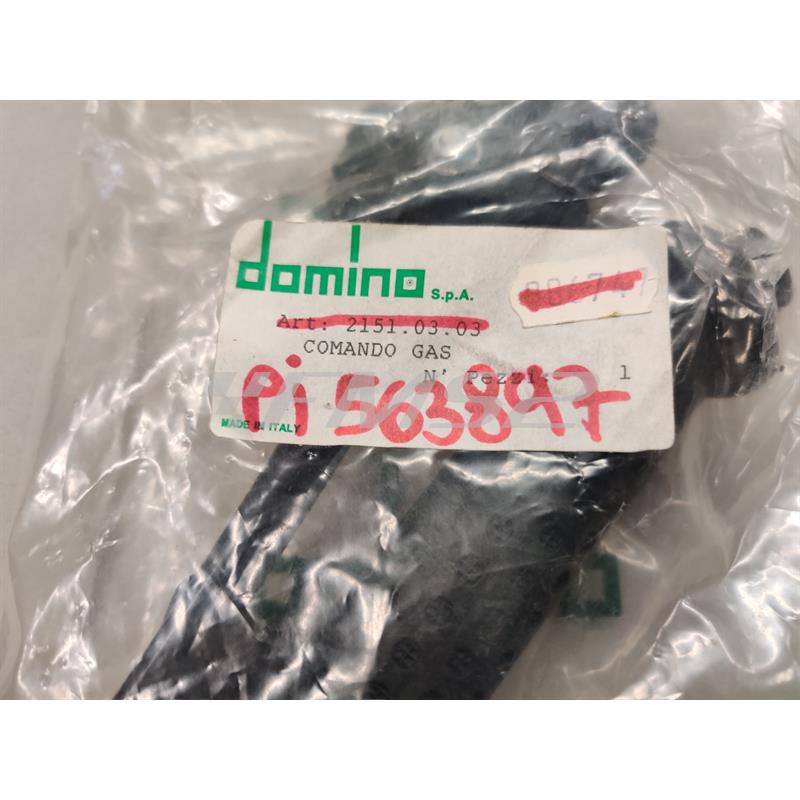 domino S.p.A.
Art: 2151.03.03
COMANDO GAS
N' Pezzi: 1
Pi 563897
MADE IN ITALY